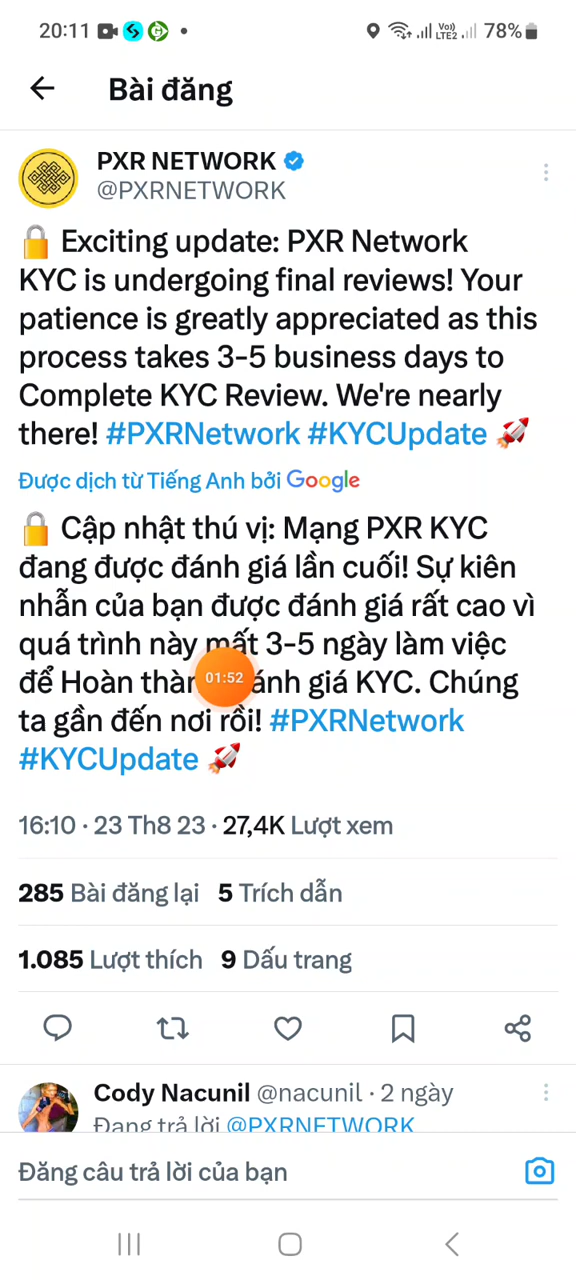 20:11
Vo))
LTE2
78%
Bài đăng
PXR NETWORK
@PXRNETWORK
Exciting update: PXR Network
KYC is undergoing final reviews! Your
patience is greatly appreciated as this
process takes 3-5 business days to
Complete KYC Review. We're nearly
there! #PXRNetwork #KYCUpdate
Được dịch từ Tiếng Anh bởi Google
Cập nhật thú vị: Mạng PXR KYC
đang được đánh giá lần cuối! Sự kiên
nhẫn của bạn được đánh giá rất cao vì
quá trình này mất 3-5 ngày làm việc
để Hoàn giá KYC. Chúng
01:52
ta gần đến nơi rồi! #PXRNetwork
#KYCUpdate
16:10 · 23 Th8 23 · 27,4K Lượt xem
285 Bài đăng lại 5 Trích dẫn
1.085 Lượt thích 9 Dấu trang
Cody Nacunil @nacunil · 2 ngày
Đang trả lời @PXRNETWORK
Đăng câu trả lời của bạn